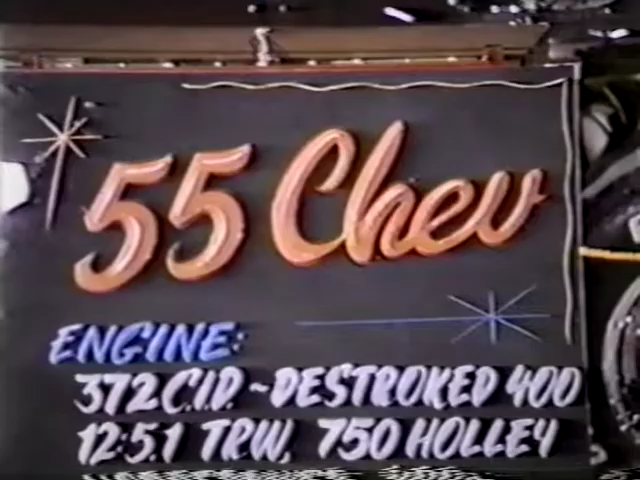 55 Chev
ENGINE:
372 C.I.D. ~ DESTROKED 400
12:5.1 TRW, 750 HOLLEY